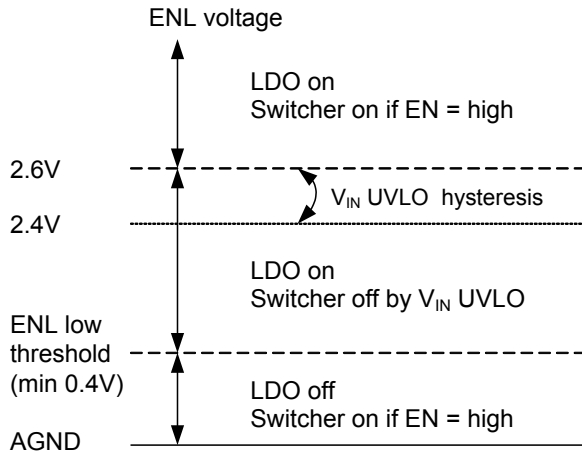 ENL voltage
LDO on
Switcher on if EN = high
2.6V
VIN UVLO hysteresis
2.4V
LDO on
Switcher off by VIN UVLO
ENL low
threshold
(min 0.4V)
LDO off
Switcher on if EN = high
AGND